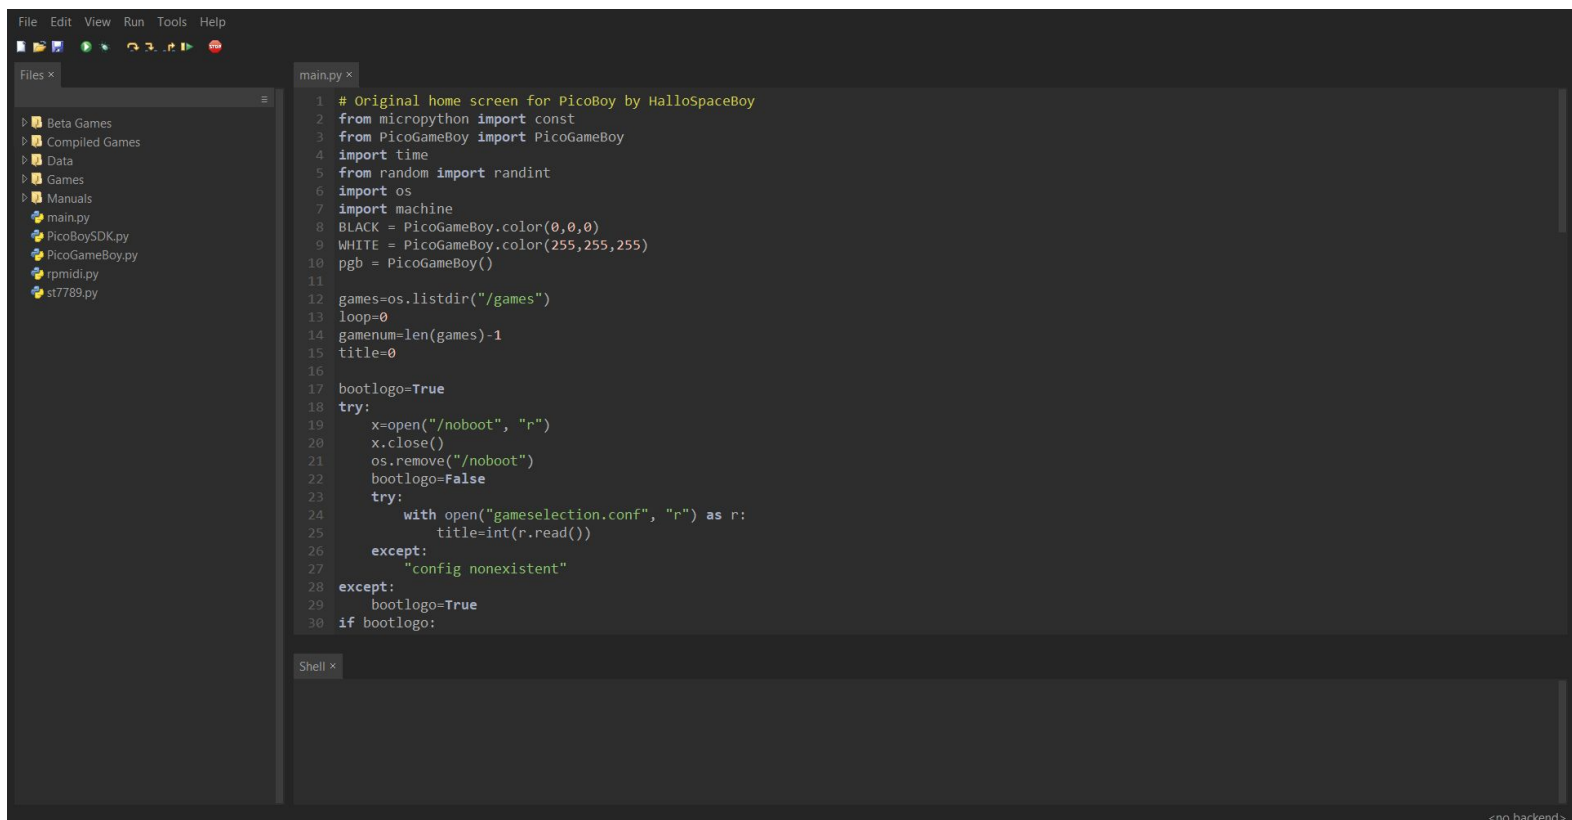 File Edit View Run Tools Help
Files ×
Beta Games
Compiled Games
Data
Games
Manuals
main.py
PicoBoySDK.py
PicoGameBoy.py
rpmidi.py
st7789.py
main.py ×
1 # Original home screen for PicoBoy by HalloSpaceBoy
2 from micropython import const
3 from PicoGameBoy import PicoGameBoy
4 import time
5 from random import randint
6 import os
7 import machine
8 BLACK = PicoGameBoy.color(0,0,0)
9 WHITE = PicoGameBoy.color(255,255,255)
10 pgb = PicoGameBoy()
11
12 games=os.listdir("/games")
13 loop=0
14 gamenum=len(games)-1
15 title=0
16
17 bootlogo=True
18 try:
19     x=open("/noboot", "r")
20     x.close()
21     os.remove("/noboot")
22     bootlogo=False
23     try:
24         with open("gameselection.conf", "r") as r:
25             title=int(r.read())
26     except:
27         "config nonexistent"
28 except:
29     bootlogo=True
30 if bootlogo:
Shell ×
<no backend>